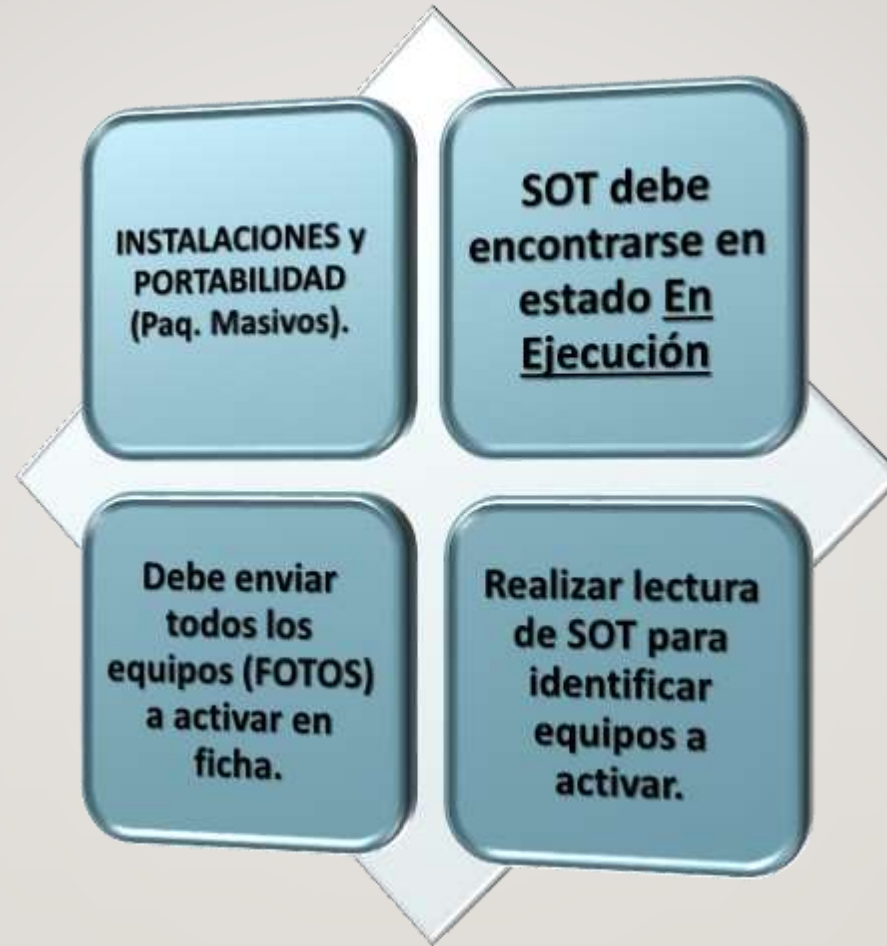 INSTALACIONES y
PORTABILIDAD
(Paq. Masivos).
SOT debe
encontrarse en
estado En
Ejecución
Debe enviar
todos los
equipos (FOTOS)
a activar en
ficha.
Realizar lectura
de SOT para
identificar
equipos a
activar.